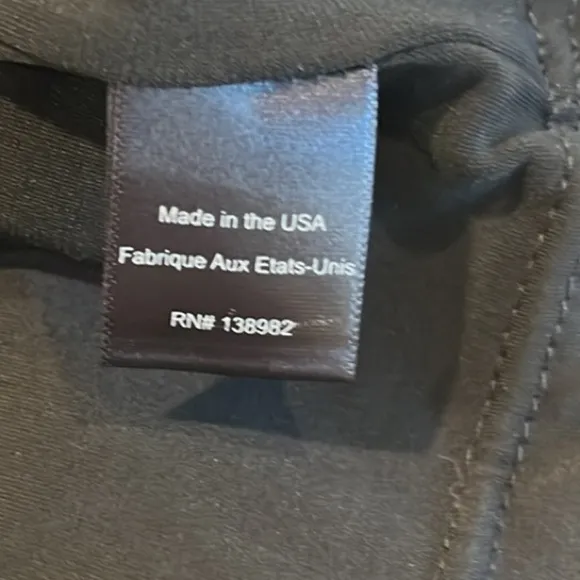 Made in the USA
Fabrique Aux Etats-Unis
RN# 138982